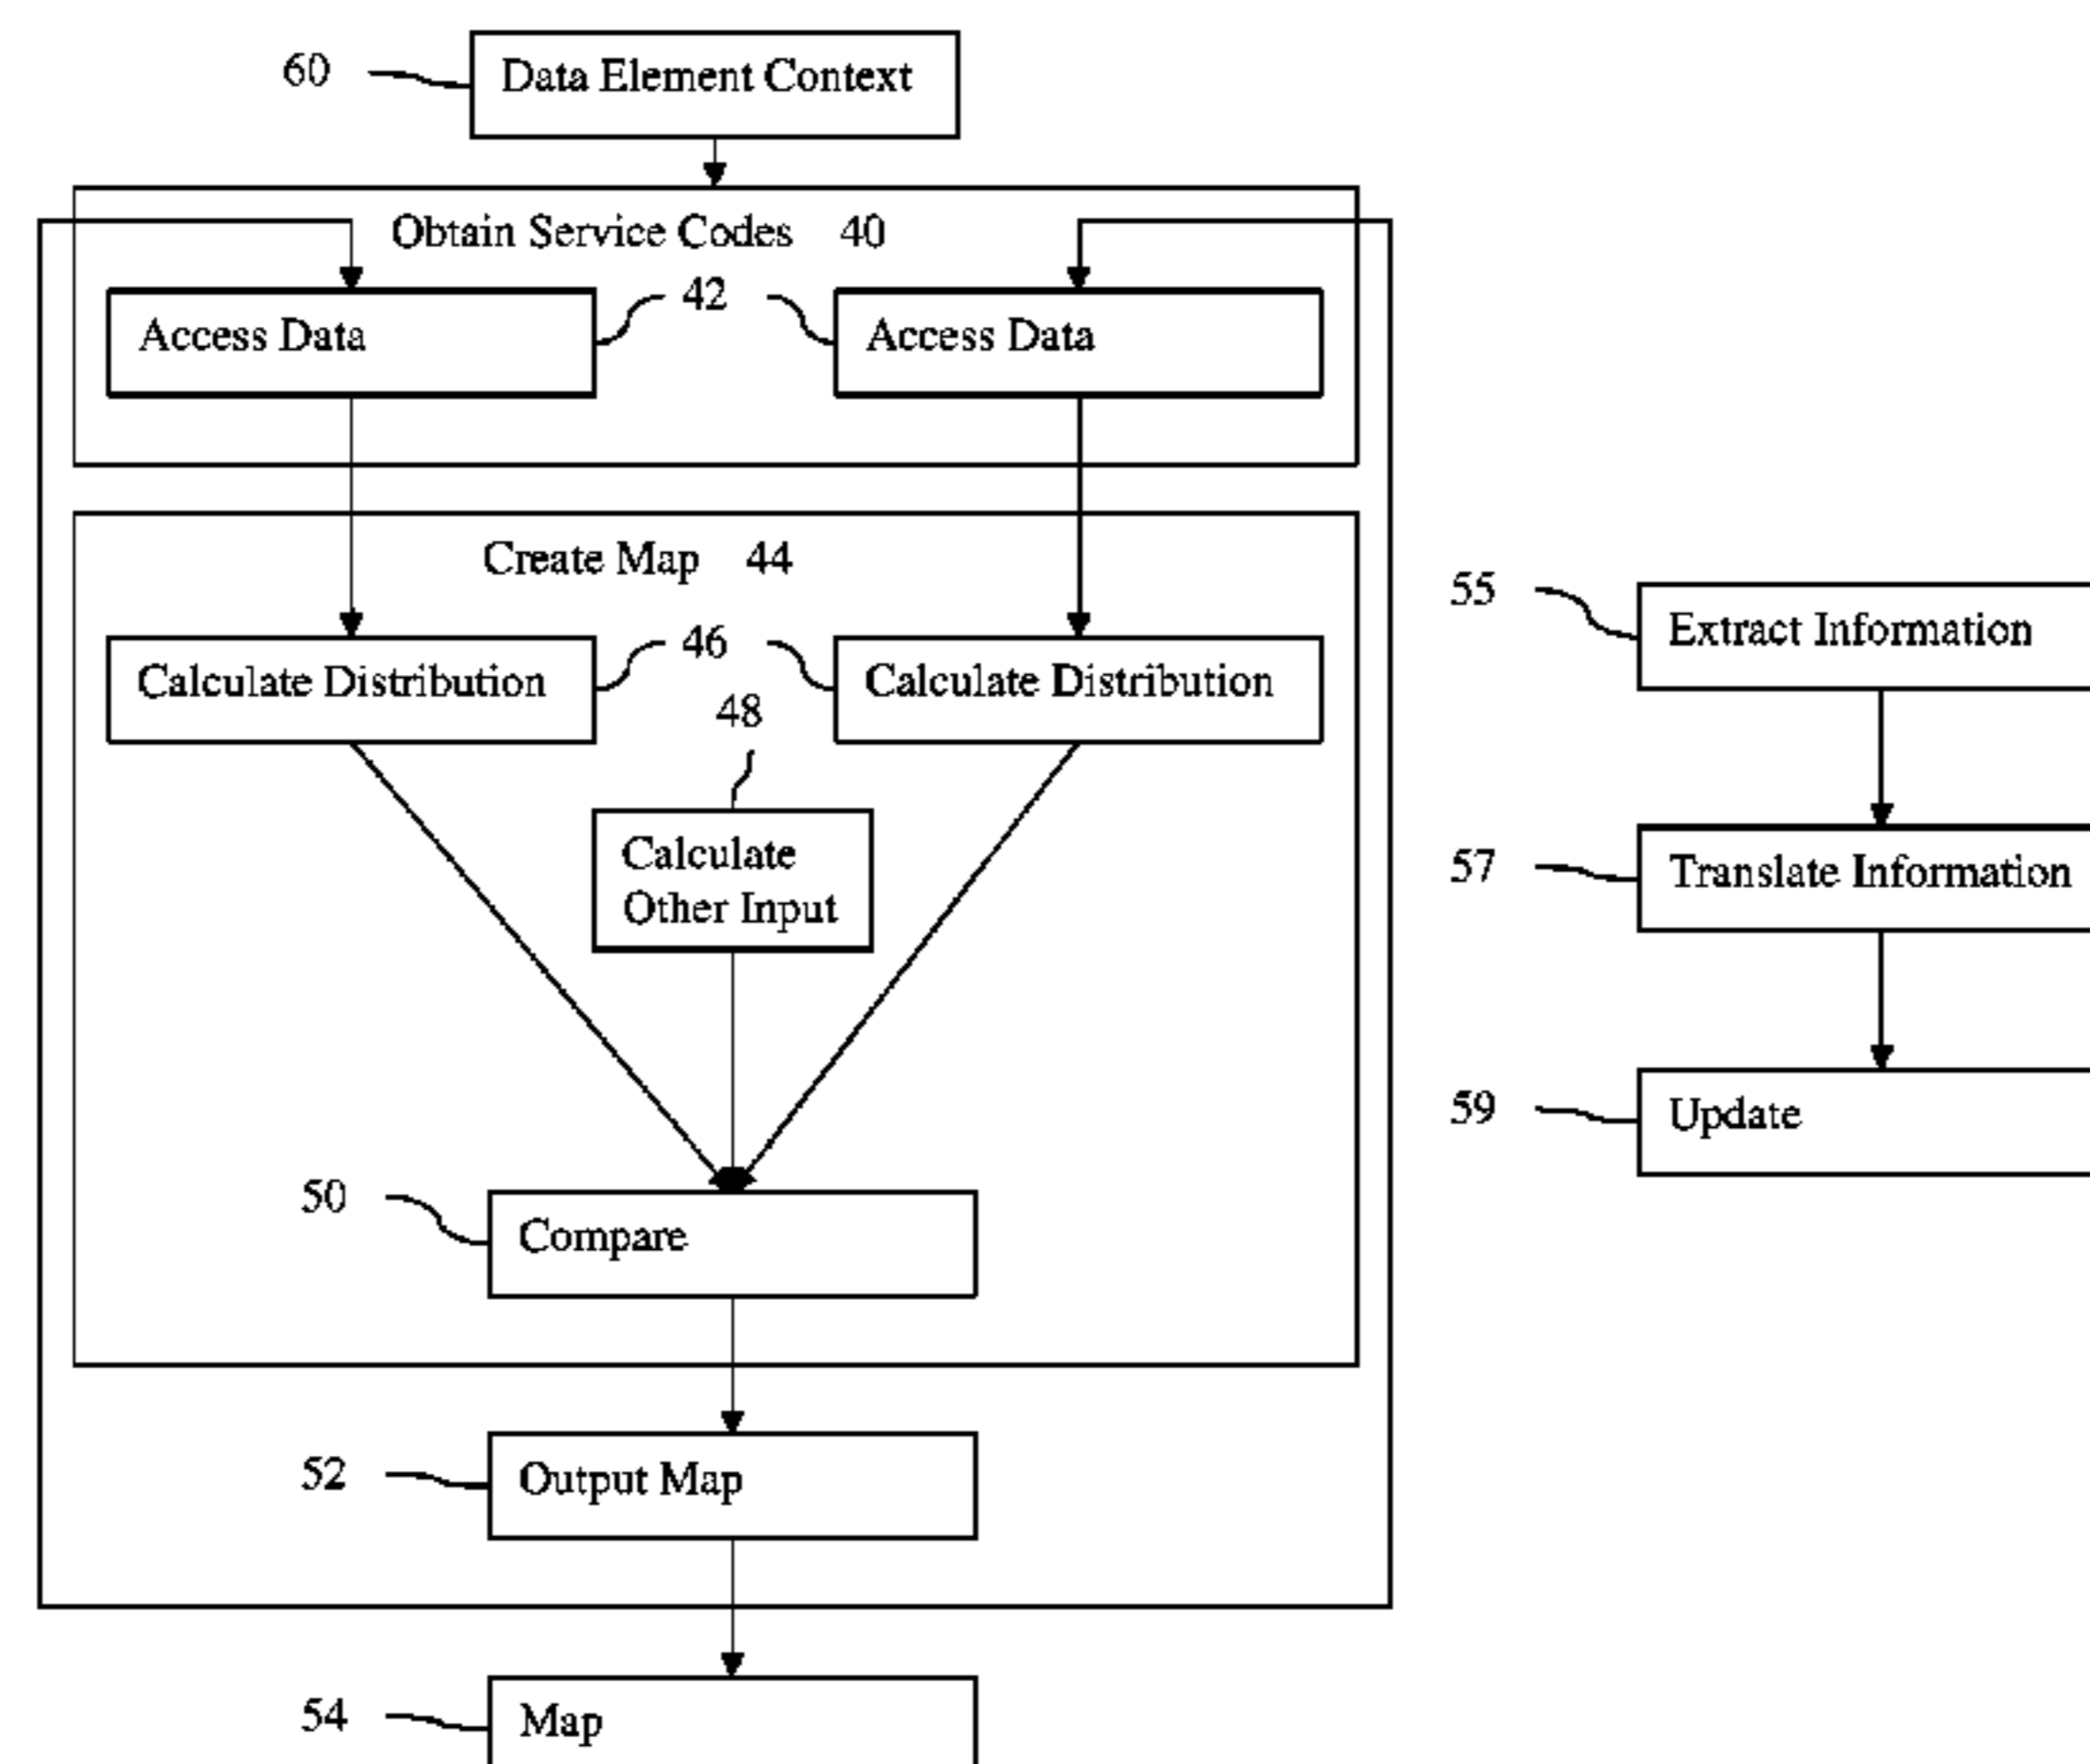 60
Data Element Context
Obtain Service Codes 40
42
Access Data
Access Data
Create Map 44
46
Calculate Distribution
Calculate Distribution
48
Calculate
Other Input
50
Compare
52
Output Map
54
Map
55
Extract Information
57
Translate Information
59
Update